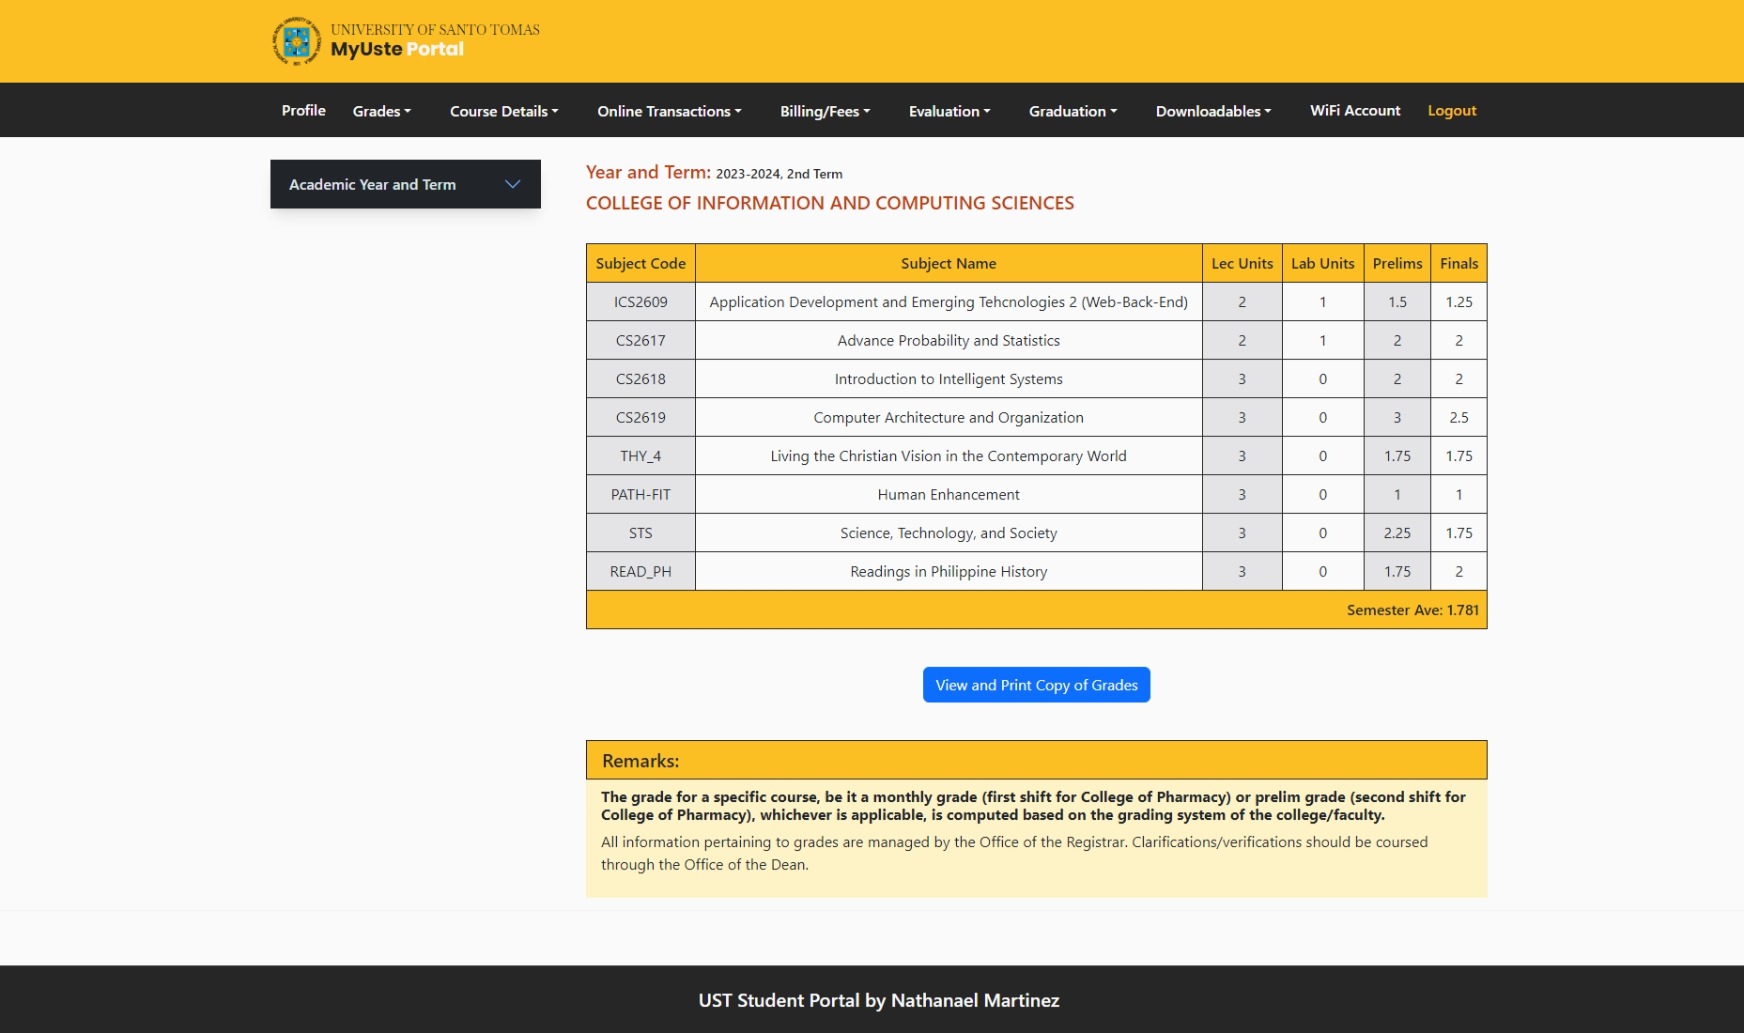 UNIVERSITY OF SANTO TOMAS
MyUste Portal
Profile Grades Course Details Online Transactions Billing/Fees Evaluation Graduation Downloadables WiFi Account Logout
Academic Year and Term
Year and Term: 2023-2024, 2nd Term
COLLEGE OF INFORMATION AND COMPUTING SCIENCES
Subject Code Subject Name Lec Units Lab Units Prelims Finals
ICS2609 Application Development and Emerging Tehcnologies 2 (Web-Back-End) 2 1 1.5 1.25
CS2617 Advance Probability and Statistics 2 1 2 2
CS2618 Introduction to Intelligent Systems 3 0 2 2
CS2619 Computer Architecture and Organization 3 0 3 2.5
THY_4 Living the Christian Vision in the Contemporary World 3 0 1.75 1.75
PATH-FIT Human Enhancement 3 0 1 1
STS Science, Technology, and Society 3 0 2.25 1.75
READ_PH Readings in Philippine History 3 0 1.75 2
Semester Ave: 1.781
View and Print Copy of Grades
Remarks:
The grade for a specific course, be it a monthly grade (first shift for College of Pharmacy) or prelim grade (second shift for
College of Pharmacy), whichever is applicable, is computed based on the grading system of the college/faculty.
All information pertaining to grades are managed by the Office of the Registrar. Clarifications/verifications should be coursed
through the Office of the Dean.
UST Student Portal by Nathanael Martinez